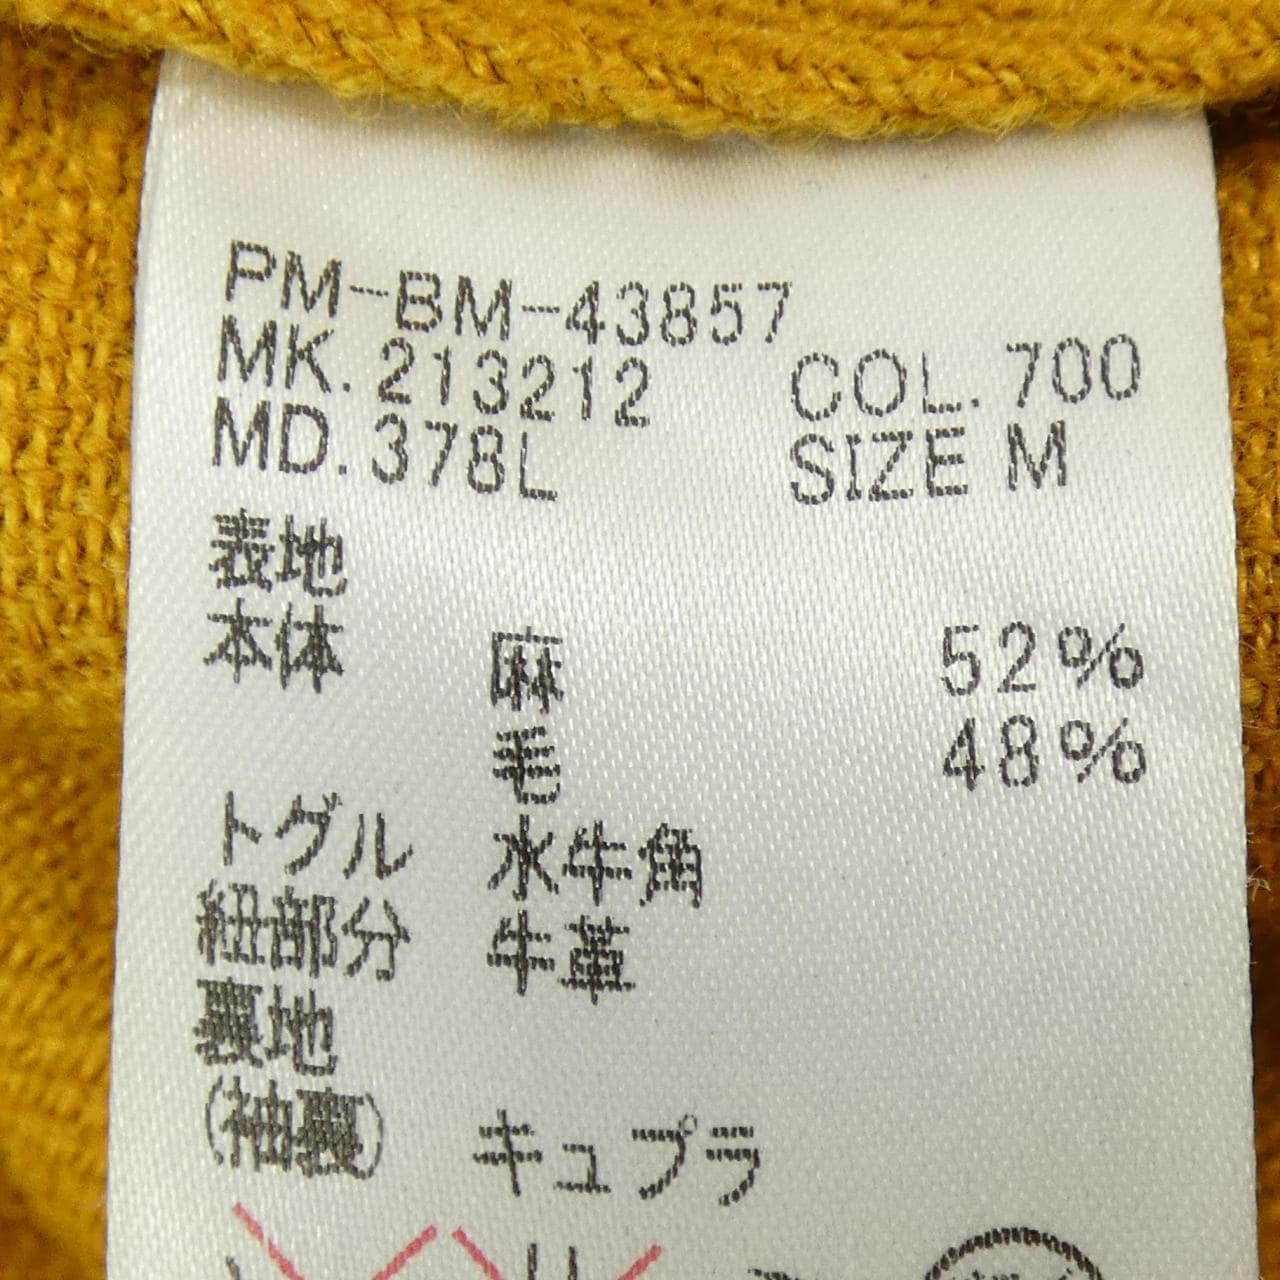 PM-BM-43857
MK.213212 COL.700
MD.378L SIZE M
表地
本体 麻 52%
毛 48%
トグル 水牛角
紐部分 牛革
裏地
(袖裏) キュプラ